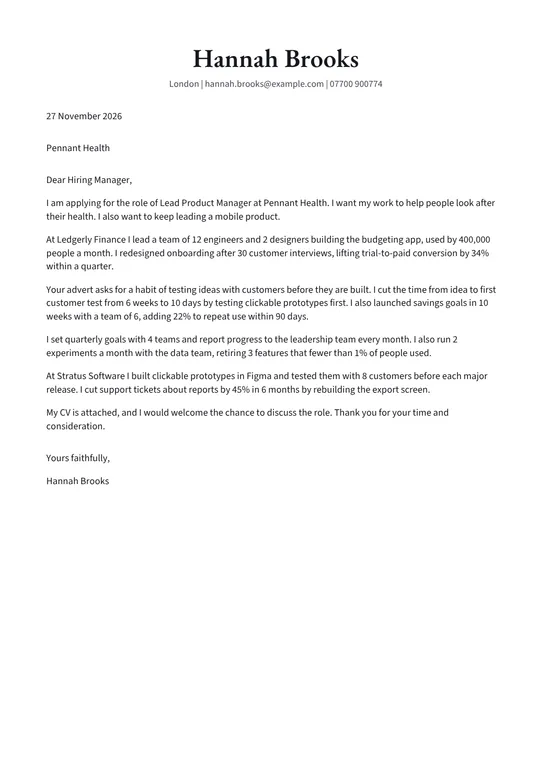 Hannah Brooks
London | hannah.brooks@example.com | 07700 900774
27 November 2026
Pennant Health
Dear Hiring Manager,
I am applying for the role of Lead Product Manager at Pennant Health. I want my work to help people look after
their health. I also want to keep leading a mobile product.
At Ledgerly Finance I lead a team of 12 engineers and 2 designers building the budgeting app, used by 400,000
people a month. I redesigned onboarding after 30 customer interviews, lifting trial-to-paid conversion by 34%
within a quarter.
Your advert asks for a habit of testing ideas with customers before they are built. I cut the time from idea to first
customer test from 6 weeks to 10 days by testing clickable prototypes first. I also launched savings goals in 10
weeks with a team of 6, adding 22% to repeat use within 90 days.
I set quarterly goals with 4 teams and report progress to the leadership team every month. I also run 2
experiments a month with the data team, retiring 3 features that fewer than 1% of people used.
At Stratus Software I built clickable prototypes in Figma and tested them with 8 customers before each major
release. I cut support tickets about reports by 45% in 6 months by rebuilding the export screen.
My CV is attached, and I would welcome the chance to discuss the role. Thank you for your time and
consideration.
Yours faithfully,
Hannah Brooks